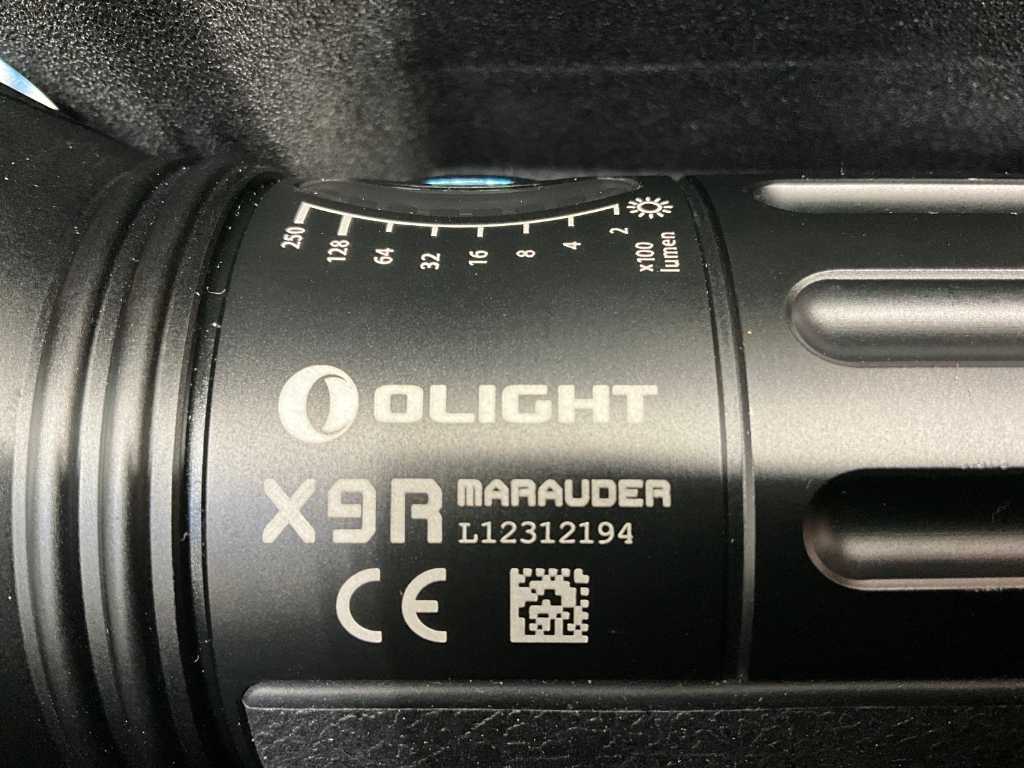 250 128 64 32 16 8 4 2 x100 lumen
OLIGHT
X9R MARAUDER
L12312194
CE